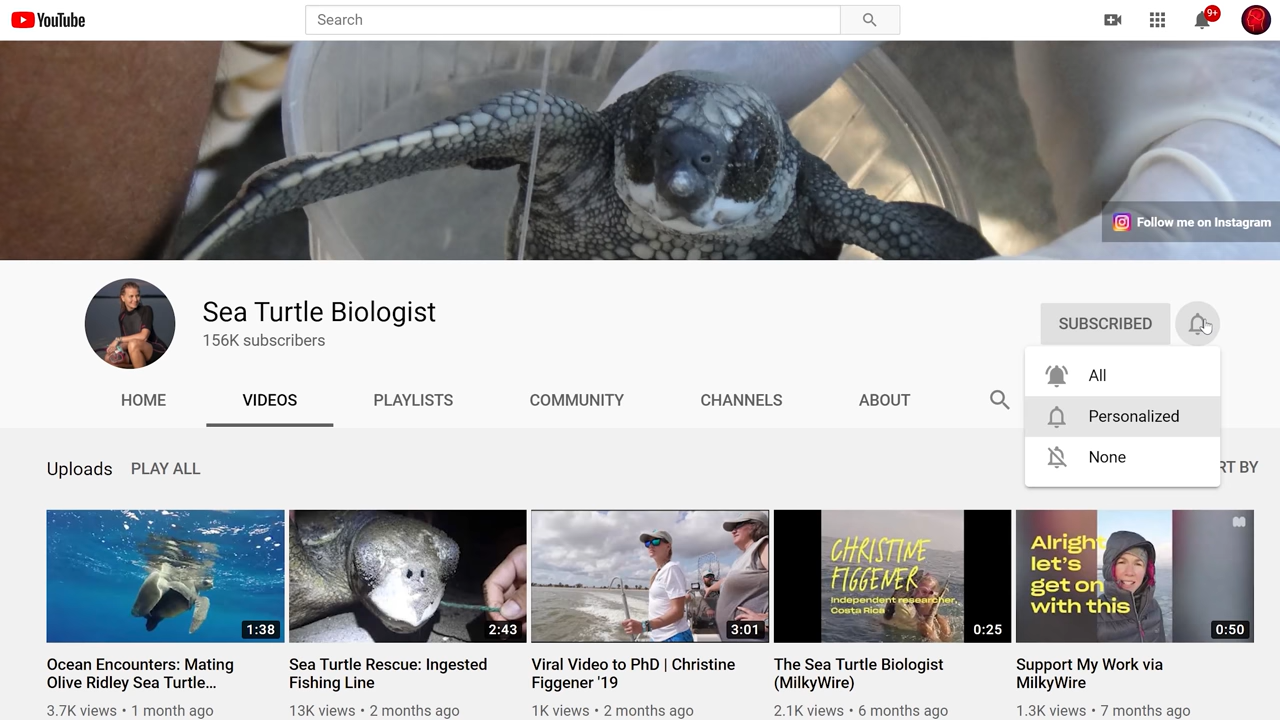 YouTube
Search
9+
Follow me on Instagram
Sea Turtle Biologist
156K subscribers
SUBSCRIBED
All
Personalized
None
HOME
VIDEOS
PLAYLISTS
COMMUNITY
CHANNELS
ABOUT
Uploads
PLAY ALL
RT BY
1:38
2:43
3:01
CHRISTINE
FIGGENER
Independent researcher,
Costa Rica
0:25
Alright
let's
get on
with this
0:50
Ocean Encounters: Mating
Olive Ridley Sea Turtle...
3.7K views • 1 month ago
Sea Turtle Rescue: Ingested
Fishing Line
13K views • 2 months ago
Viral Video to PhD | Christine
Figgener '19
1K views • 2 months ago
The Sea Turtle Biologist
(MilkyWire)
2.1K views • 6 months ago
Support My Work via
MilkyWire
1.3K views • 7 months ago